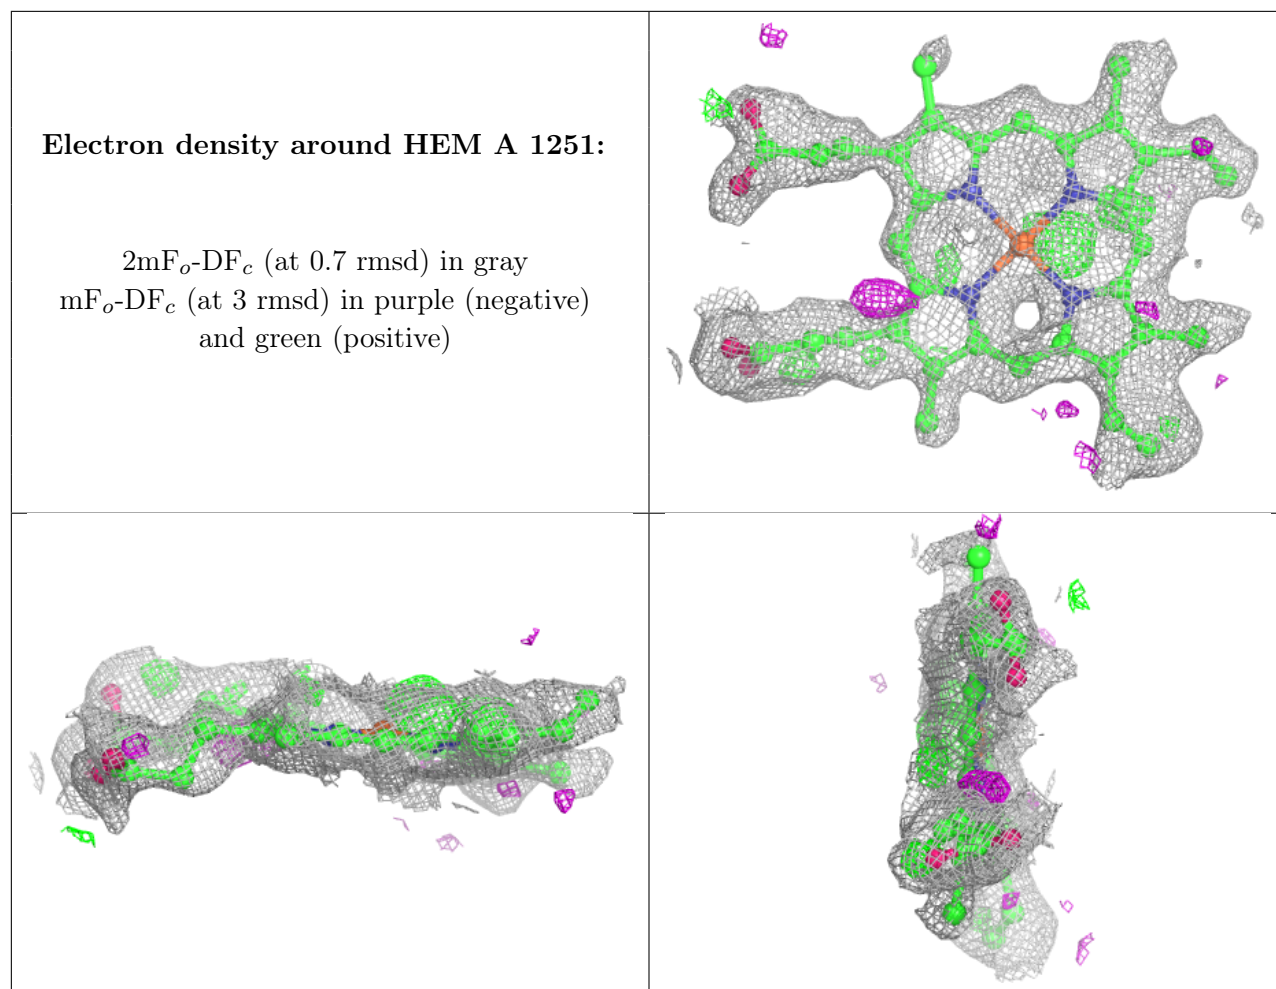 Electron density around HEM A 1251:
2mFo-DFc (at 0.7 rmsd) in gray
mFo-DFc (at 3 rmsd) in purple (negative)
and green (positive)